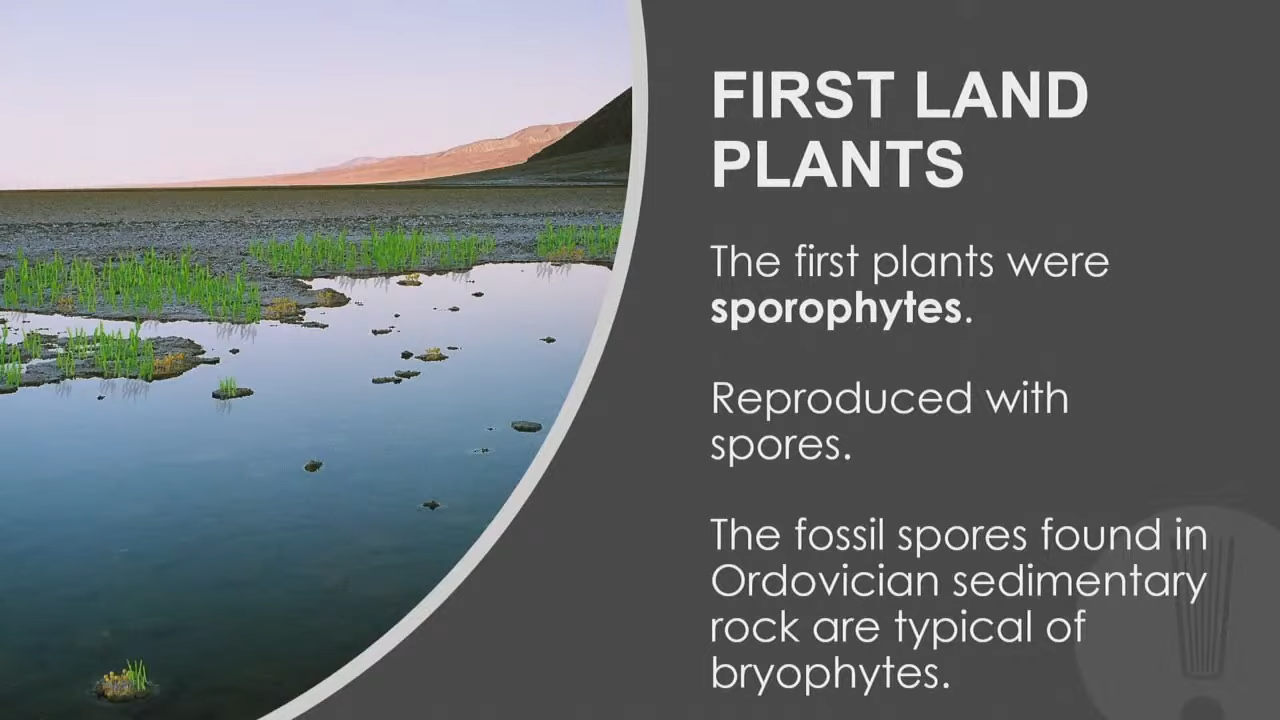 FIRST LAND
PLANTS
The first plants were
sporophytes.
Reproduced with
spores.
The fossil spores found in
Ordovician sedimentary
rock are typical of
bryophytes.